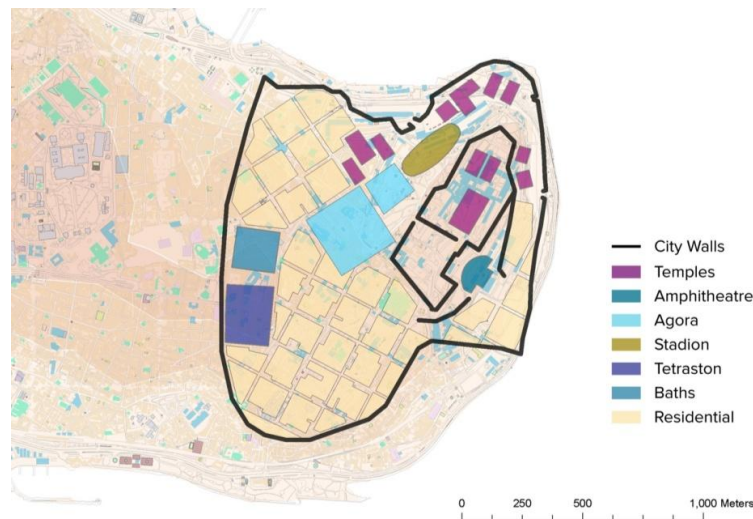 City Walls
Temples
Amphitheatre
Agora
Stadion
Tetraston
Baths
Residential
0 250 500 1,000 Meters